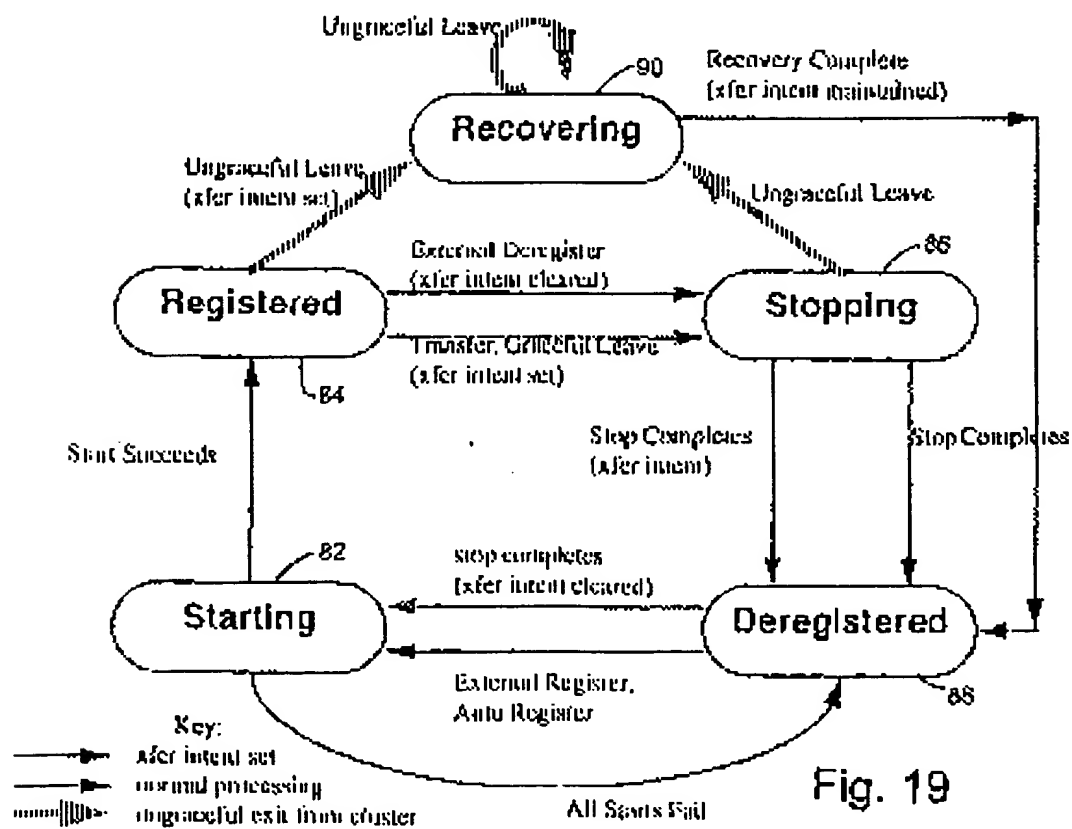 Ungraceful Leave
90
Recovery Complete
(xfer intent maintained)
Recovering
Ungraceful Leave
(xfer intent set)
Ungraceful Leave
86
External Deregister
(xfer intent cleared)
Registered
Stopping
Transfer, Graceful Leave
(xfer intent set)
84
Start Succeeds
Stop Completes
(xfer intent)
Stop Completes
82
stop completes
(xfer intent cleared)
Starting
Deregistered
External Register,
Auto Register
88
Key:
xfer intent set
normal processing
ungraceful exit from cluster
All Starts Fail
Fig. 19